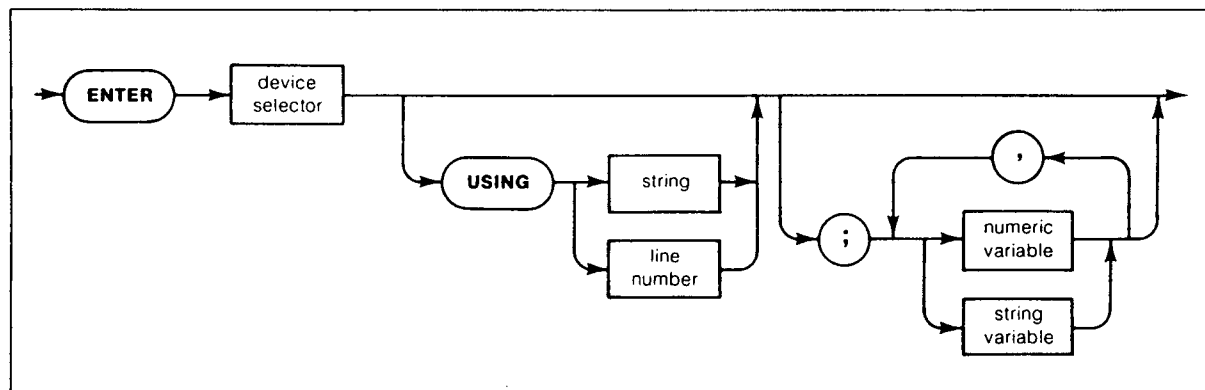 ENTER
device
selector
USING
string
line
number
;
,
numeric
variable
string
variable